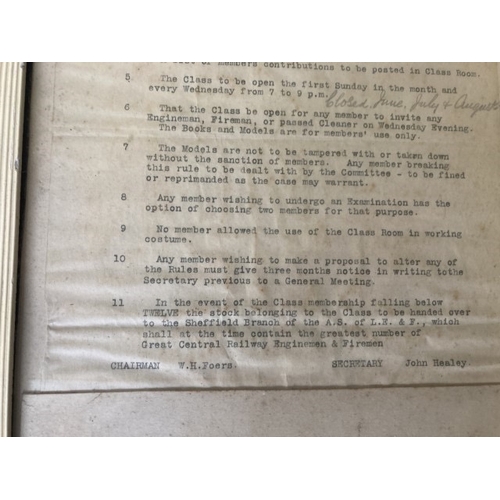 of Members contributions to be posted in Class Room.
5 The Class to be open the first Sunday in the month and
every Wednesday from 7 to 9 p.m. Closed June, July & August
6 That the Class be open for any member to invite any
Engineman, Fireman, or passed Cleaner on Wednesday Evening.
The Books and Models are for members' use only.
7 The Models are not to be tampered with or taken down
without the sanction of members. Any member breaking
this rule to be dealt with by the Committee - to be fined
or reprimanded as the case may warrant.
8 Any member wishing to undergo an Examination has the
option of choosing two members for that purpose.
9 No member allowed the use of the Class Room in working
costume.
10 Any member wishing to make a proposal to alter any of
the Rules must give three months notice in writing tothe
Secretary previous to a General Meeting.
11 In the event of the Class membership falling below
TWELVE the stock belonging to the Class to be handed over
to the Sheffield Branch of the A.S. of L.E. & F., which
shall at the time contain the greatest number of
Great Central Railway Enginemen & Firemen
CHAIRMAN W.H.Foers. SECRETARY John Healey.